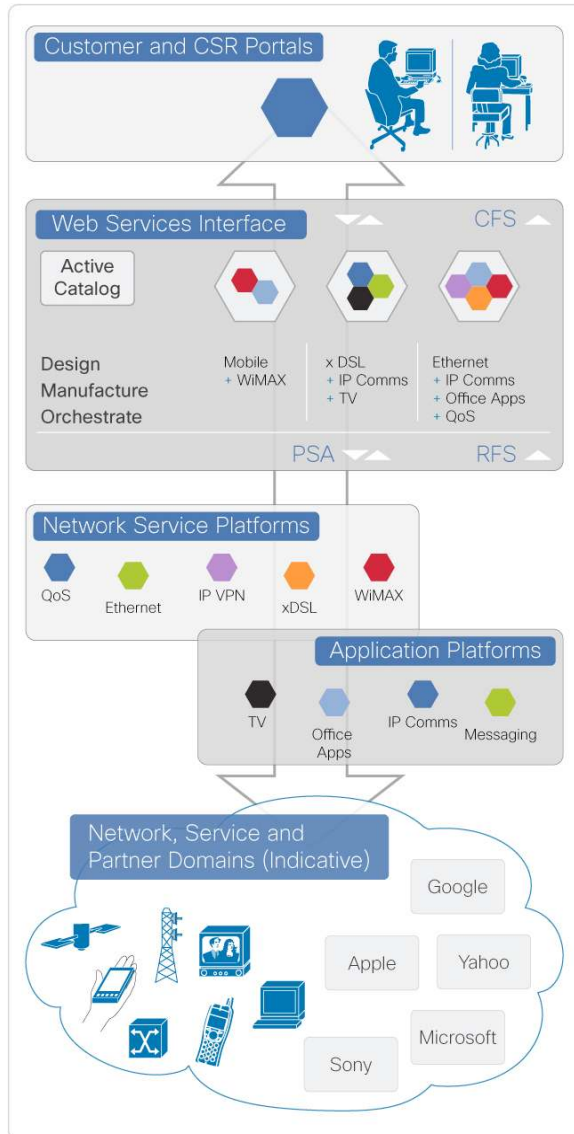 Customer and CSR Portals
Web Services Interface
CFS
Active
Catalog
Design
Manufacture
Orchestrate
Mobile
+ WiMAX
x DSL
+ IP Comms
+ TV
Ethernet
+ IP Comms
+ Office Apps
+ QoS
PSA
RFS
Network Service Platforms
QoS
Ethernet
IP VPN
xDSL
WiMAX
Application Platforms
TV
Office
Apps
IP Comms
Messaging
Network, Service and
Partner Domains (Indicative)
Google
Apple
Yahoo
Microsoft
Sony